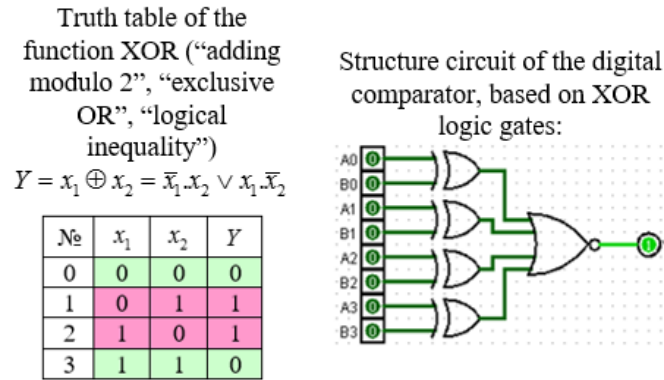 Truth table of the
function XOR (“adding
modulo 2”, “exclusive
OR”, “logical
inequality”)
Y = x₁ ⊕ x₂ = x̅₁.x₂ ∨ x₁.x̅₂
№ x₁ x₂ Y
0 0 0 0
1 0 1 1
2 1 0 1
3 1 1 0
Structure circuit of the digital
comparator, based on XOR
logic gates:
A0 0
B0 0
A1 0
B1 0
A2 0
B2 0
A3 0
B3 0
1